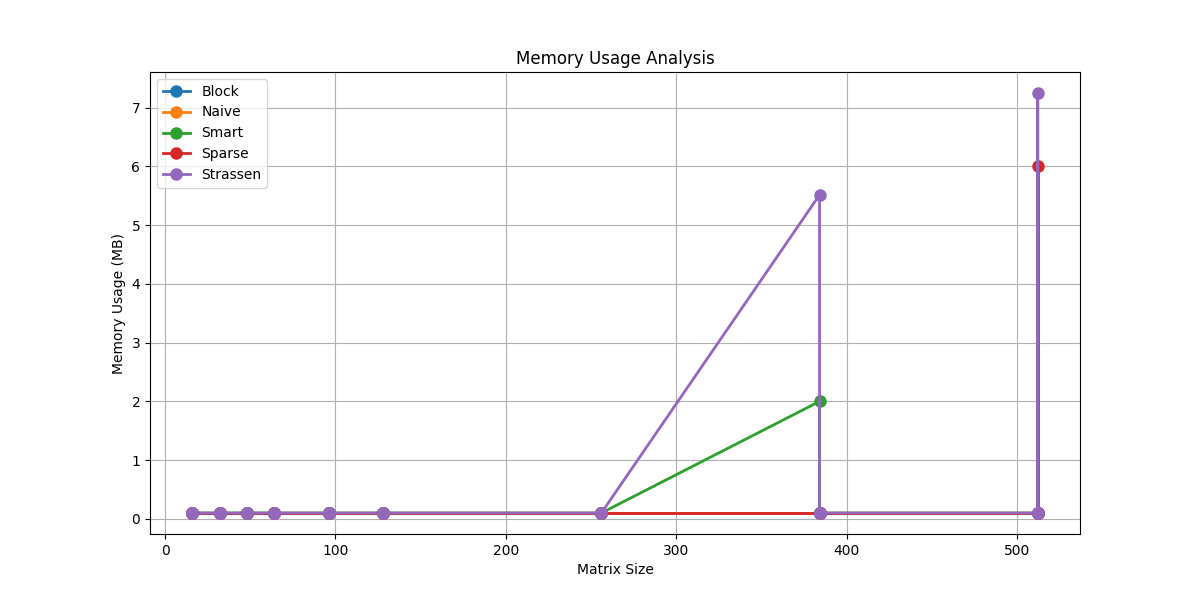 Memory Usage Analysis
Block
Naive
Smart
Sparse
Strassen
Memory Usage (MB)
7
6
5
4
3
2
1
0
0 100 200 300 400 500
Matrix Size